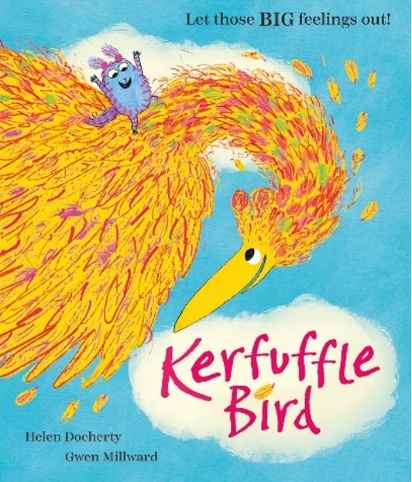 Let those BIG feelings out!
Kerfuffle
Bird
Helen Docherty
Gwen Millward